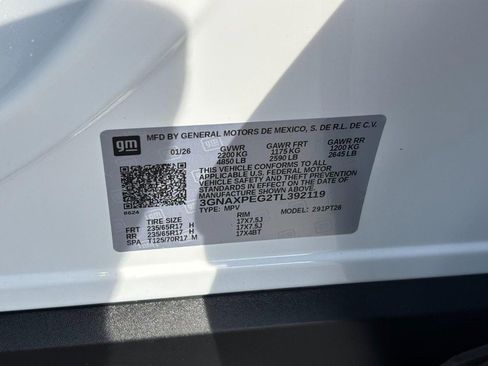 gm MFD BY GENERAL MOTORS DE MEXICO, S. DE R.L. DE C.V.
01/26 GVWR GAWR FRT GAWR RR
2200 KG 1175 KG 1200 KG
4850 LB 2590 LB 2645 LB
THIS VEHICLE CONFORMS TO ALL
APPLICABLE U.S. FEDERAL MOTOR VEHICLE
SAFETY, BUMPER, AND THEFT PREVENTION
STANDARDS IN EFFECT ON THE DATE OF
MANUFACTURE SHOWN ABOVE.
3GNAXPEG2TL392119
TYPE: MPV MODEL: 291PT26
8624
TIRE SIZE RIM
FRT 235/65R17 H 17X7.5J
RR 235/65R17 H 17X7.5J
SPA T125/70R17 M 17X4BT